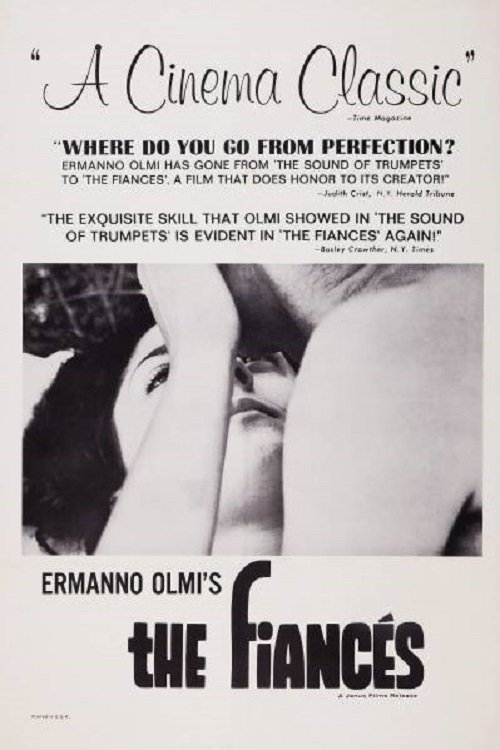 "A Cinema Classic"
—Time Magazine
"WHERE DO YOU GO FROM PERFECTION?
ERMANNO OLMI HAS GONE FROM 'THE SOUND OF TRUMPETS'
TO 'THE FIANCES'. A FILM THAT DOES HONOR TO ITS CREATOR!"
—Judith Crist, N.Y. Herald Tribune
"THE EXQUISITE SKILL THAT OLMI SHOWED IN 'THE SOUND
OF TRUMPETS' IS EVIDENT IN 'THE FIANCES' AGAIN!"
—Bosley Crowther, N.Y. Times
ERMANNO OLMI'S
THE FIANCÉS
A Janus Films Release